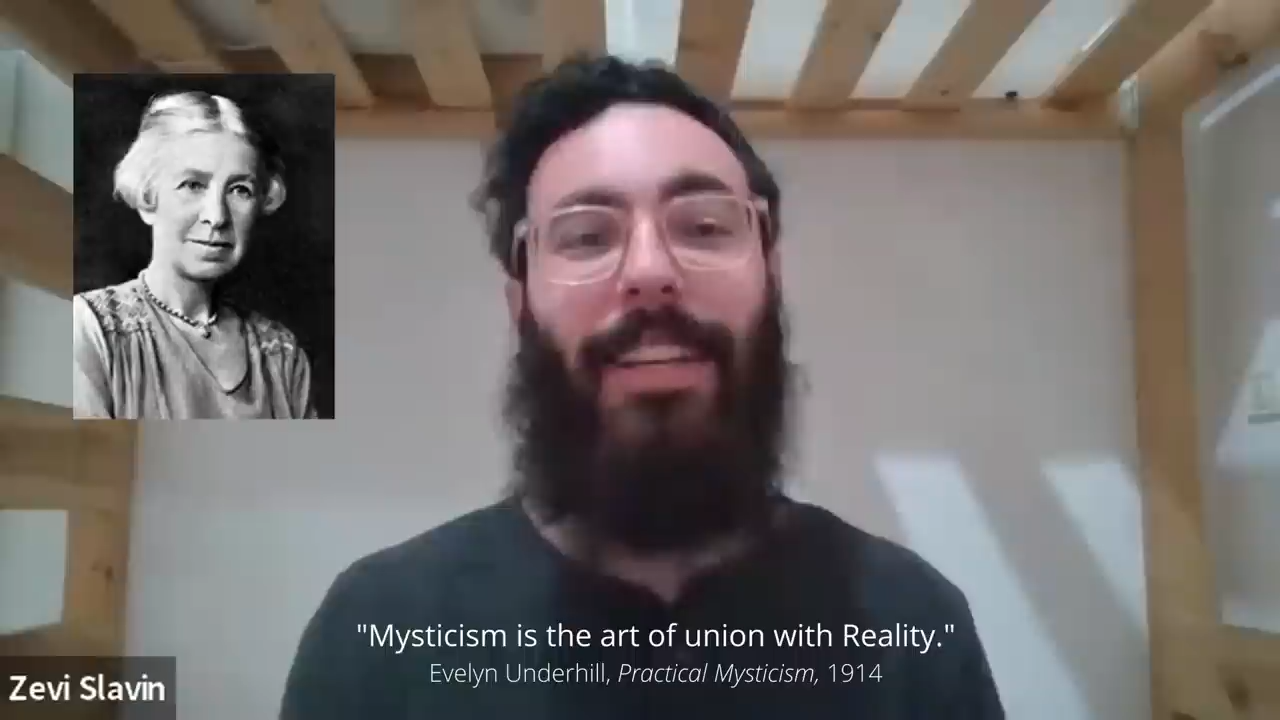 "Mysticism is the art of union with Reality."
Evelyn Underhill, Practical Mysticism, 1914
Zevi Slavin